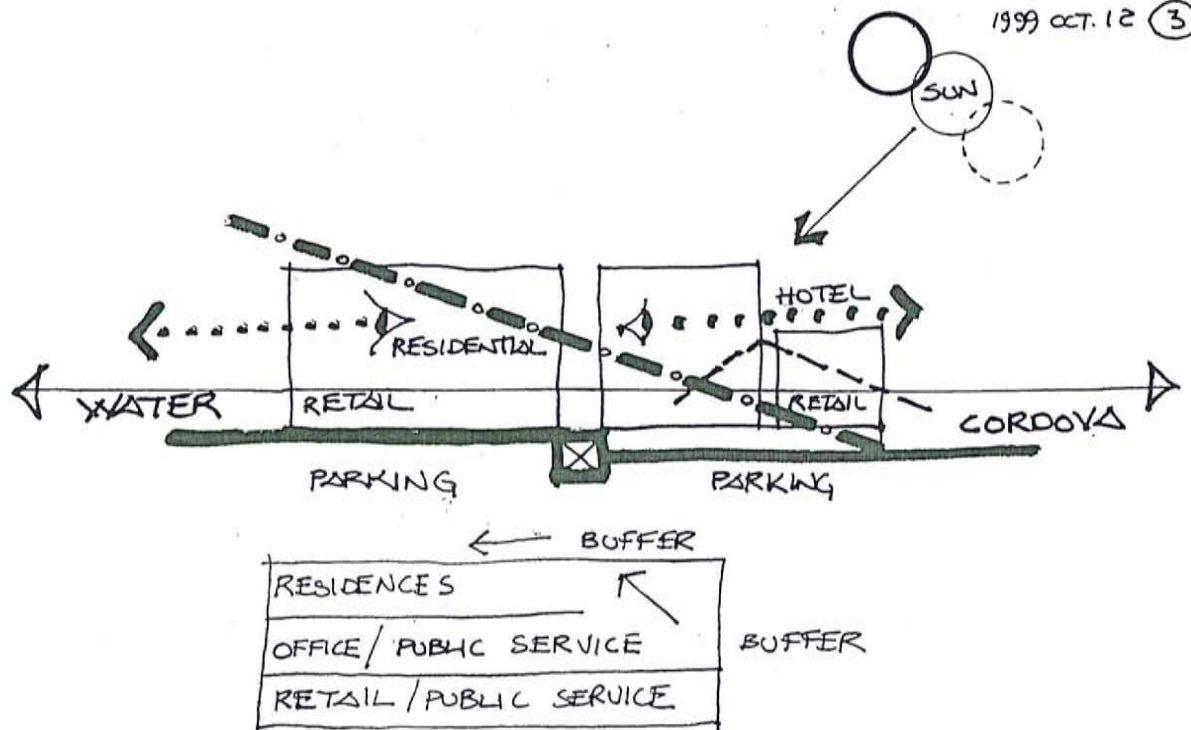 1999 OCT. 12 3
SUN
HOTEL
RESIDENTIAL
WATER
RETAIL
RETAIL
CORDOVA
PARKING
PARKING
BUFFER
RESIDENCES
OFFICE / PUBLIC SERVICE
BUFFER
RETAIL / PUBLIC SERVICE